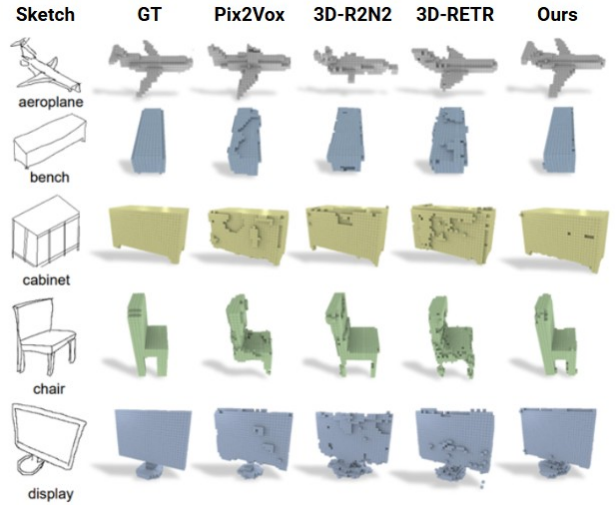 Sketch GT Pix2Vox 3D-R2N2 3D-RETR Ours
aeroplane
bench
cabinet
chair
display